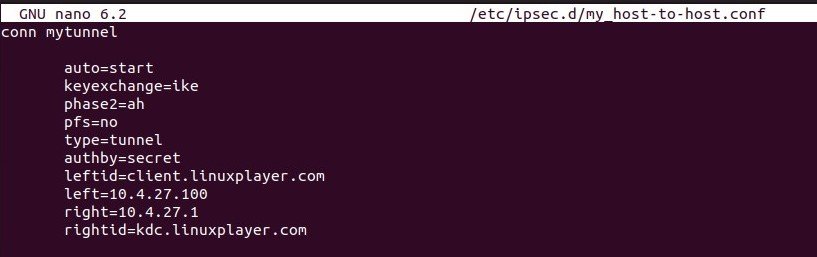 GNU nano 6.2 /etc/ipsec.d/my_host-to-host.conf
conn mytunnel
auto=start
keyexchange=ike
phase2=ah
pfs=no
type=tunnel
authby=secret
leftid=client.linuxplayer.com
left=10.4.27.100
right=10.4.27.1
rightid=kdc.linuxplayer.com